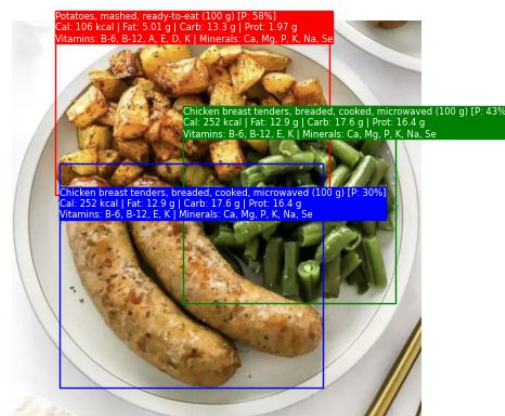 Potatoes, mashed, ready-to-eat (100 g) [P: 58%]
Cal: 106 kcal | Fat: 5.01 g | Carb: 13.3 g | Prot: 1.97 g
Vitamins: B-6, B-12, A, E, D, K | Minerals: Ca, Mg, P, K, Na, Se
Chicken breast tenders, breaded, cooked, microwaved (100 g) [P: 43%
Cal: 252 kcal | Fat: 12.9 g | Carb: 17.6 g | Prot: 16.4 g
Vitamins: B-6, B-12, E, K | Minerals: Ca, Mg, P, K, Na, Se
Chicken breast tenders, breaded, cooked, microwaved (100 g) [P: 30%]
Cal: 252 kcal | Fat: 12.9 g | Carb: 17.6 g | Prot: 16.4 g
Vitamins: B-6, B-12, E, K | Minerals: Ca, Mg, P, K, Na, Se